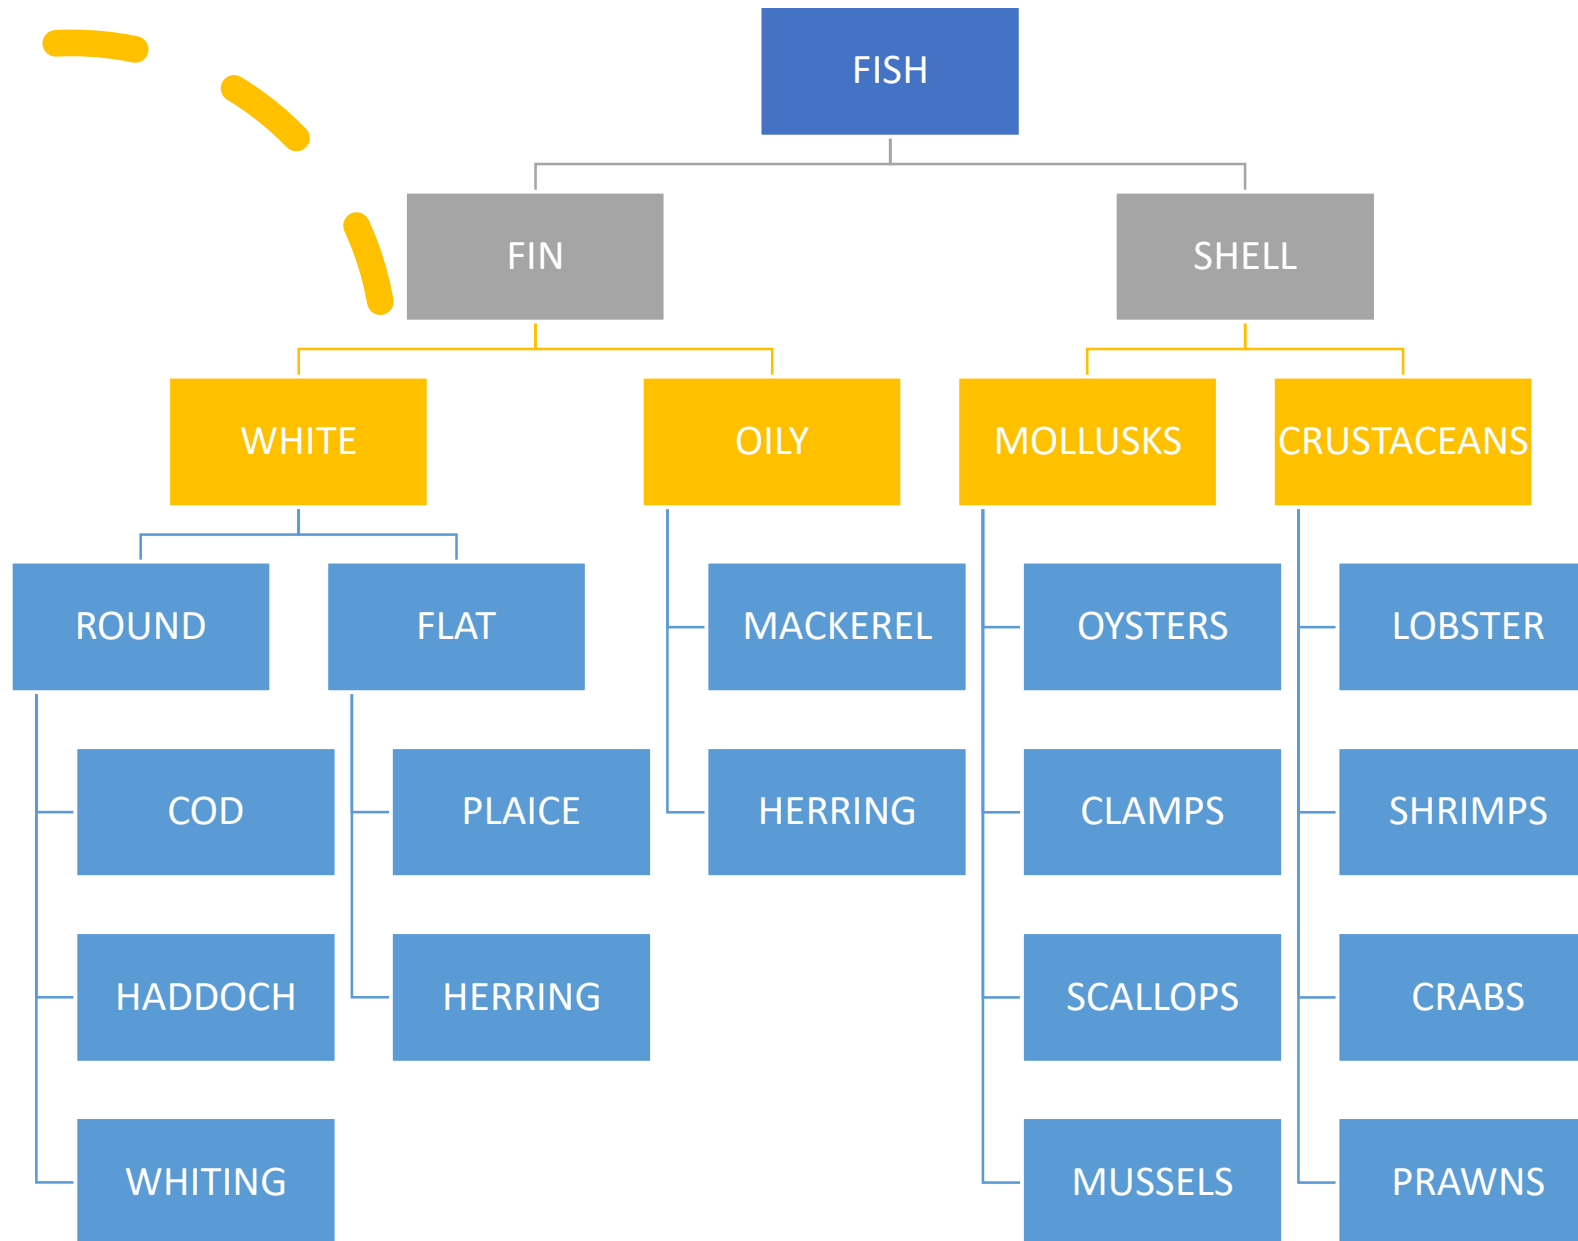 FISH
FIN
SHELL
WHITE
OILY
MOLLUSKS
CRUSTACEANS
ROUND
FLAT
MACKEREL
OYSTERS
LOBSTER
COD
PLAICE
HERRING
CLAMPS
SHRIMPS
HADDOCH
HERRING
SCALLOPS
CRABS
WHITING
MUSSELS
PRAWNS